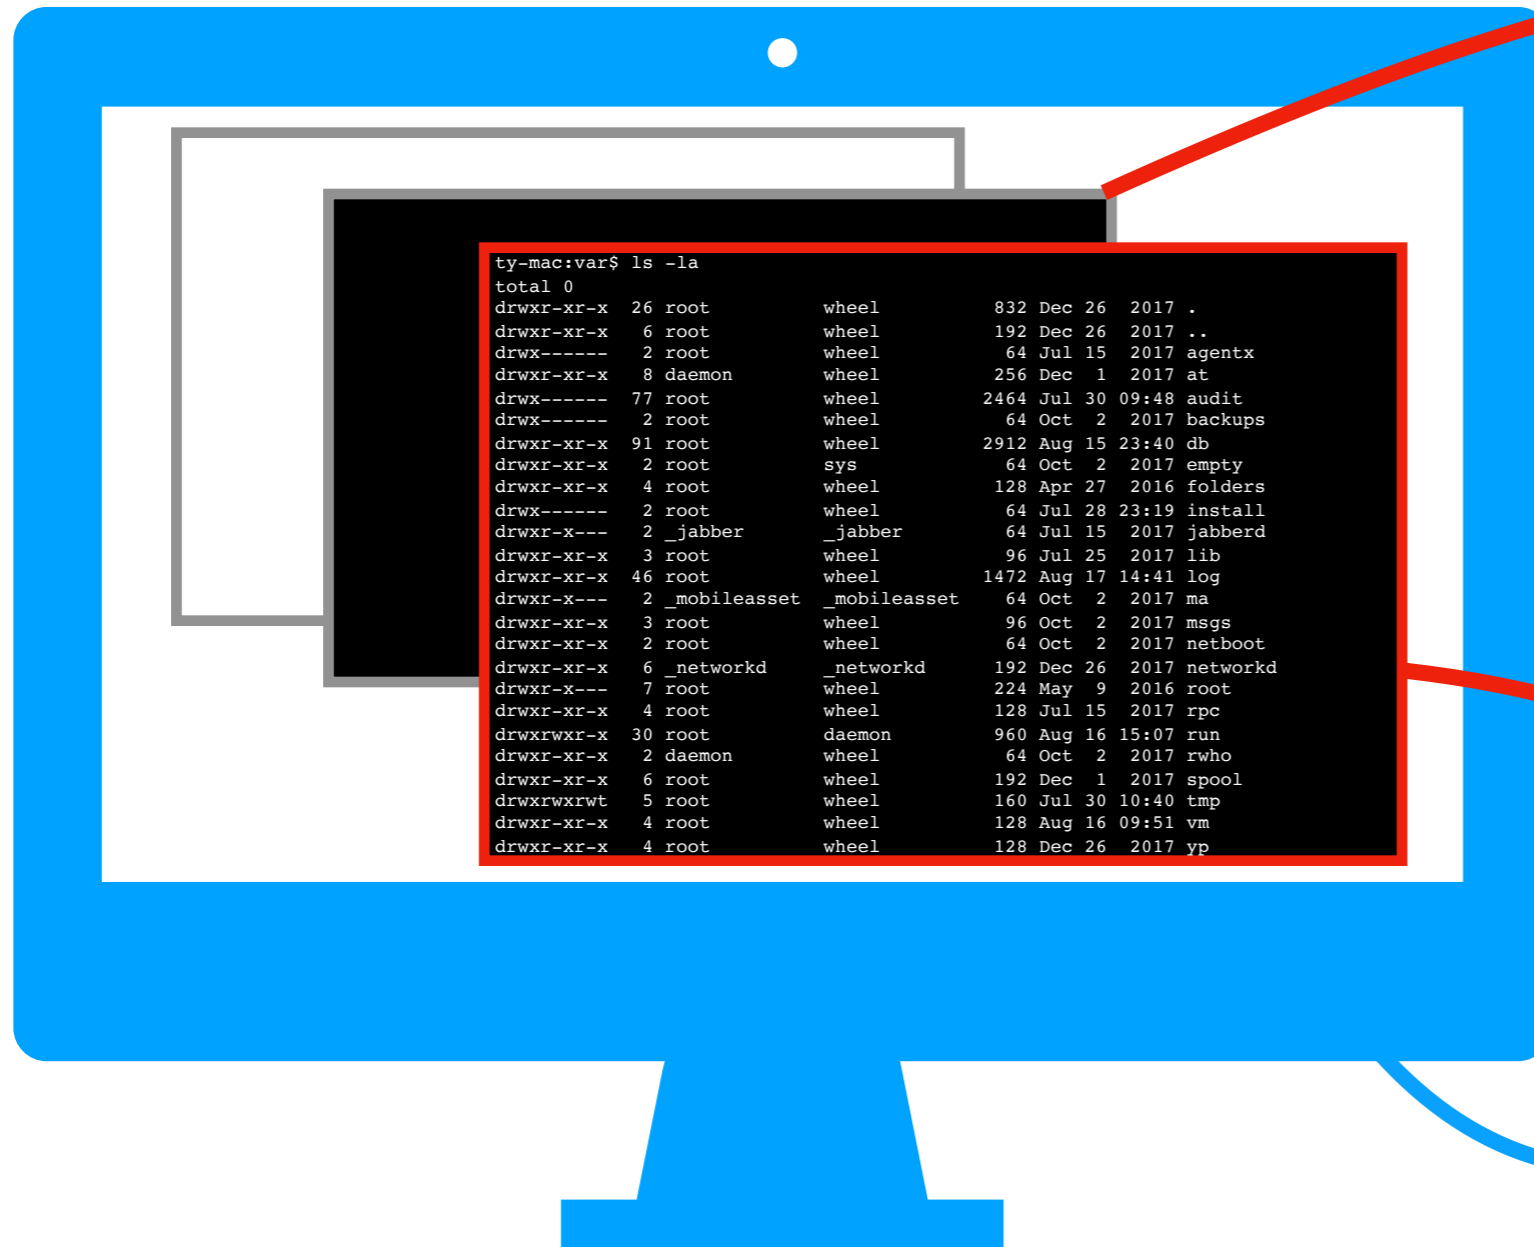 ty-mac:var$ ls -la
total 0
drwxr-xr-x  26 root          wheel          832 Dec 26  2017 .
drwxr-xr-x   6 root          wheel          192 Dec 26  2017 ..
drwx------   2 root          wheel           64 Jul 15  2017 agentx
drwxr-xr-x   8 daemon        wheel          256 Dec  1  2017 at
drwx------  77 root          wheel         2464 Jul 30 09:48 audit
drwx------   2 root          wheel           64 Oct  2  2017 backups
drwxr-xr-x  91 root          wheel         2912 Aug 15 23:40 db
drwxr-xr-x   2 root          sys             64 Oct  2  2017 empty
drwxr-xr-x   4 root          wheel          128 Apr 27  2016 folders
drwx------   2 root          wheel           64 Jul 28 23:19 install
drwxr-x---   2 _jabber       _jabber         64 Jul 15  2017 jabberd
drwxr-xr-x   3 root          wheel           96 Jul 25  2017 lib
drwxr-xr-x  46 root          wheel         1472 Aug 17 14:41 log
drwxr-x---   2 _mobileasset  _mobileasset    64 Oct  2  2017 ma
drwxr-xr-x   3 root          wheel           96 Oct  2  2017 msgs
drwxr-xr-x   2 root          wheel           64 Oct  2  2017 netboot
drwxr-xr-x   6 _networkd     _networkd      192 Dec 26  2017 networkd
drwxr-x---   7 root          wheel          224 May  9  2016 root
drwxr-xr-x   4 root          wheel          128 Jul 15  2017 rpc
drwxrwxr-x  30 root          daemon         960 Aug 16 15:07 run
drwxr-xr-x   2 daemon        wheel           64 Oct  2  2017 rwho
drwxr-xr-x   6 root          wheel          192 Dec  1  2017 spool
drwxrwxrwt   5 root          wheel          160 Jul 30 10:40 tmp
drwxr-xr-x   4 root          wheel          128 Aug 16 09:51 vm
drwxr-xr-x   4 root          wheel          128 Dec 26  2017 yp